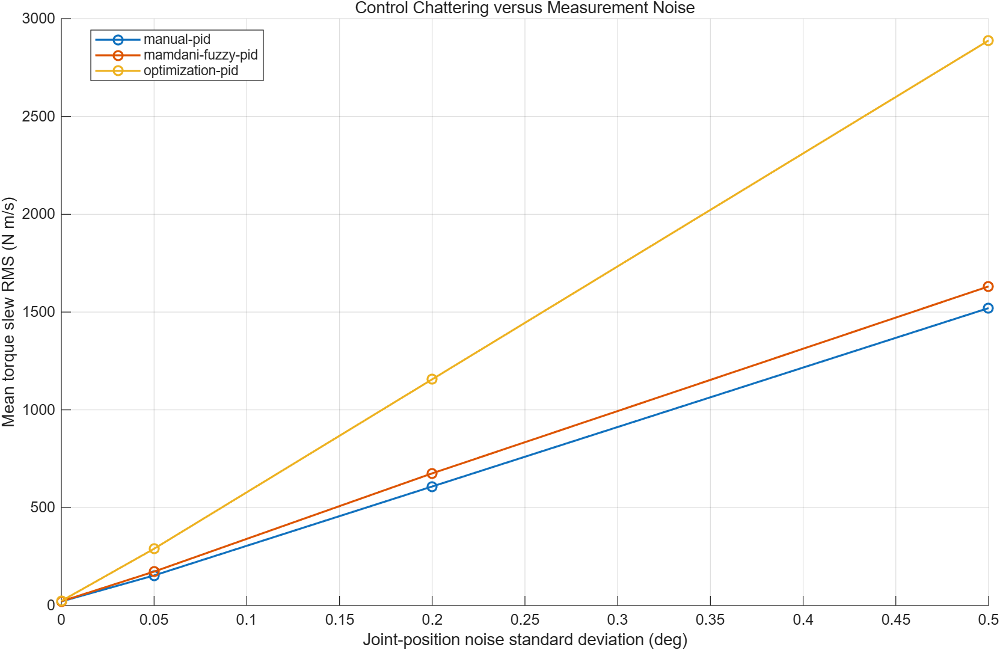 Control Chattering versus Measurement Noise
manual-pid
mamdani-fuzzy-pid
optimization-pid
Mean torque slew RMS (N m/s)
3000
2500
2000
1500
1000
500
0
0 0.05 0.1 0.15 0.2 0.25 0.3 0.35 0.4 0.45 0.5
Joint-position noise standard deviation (deg)